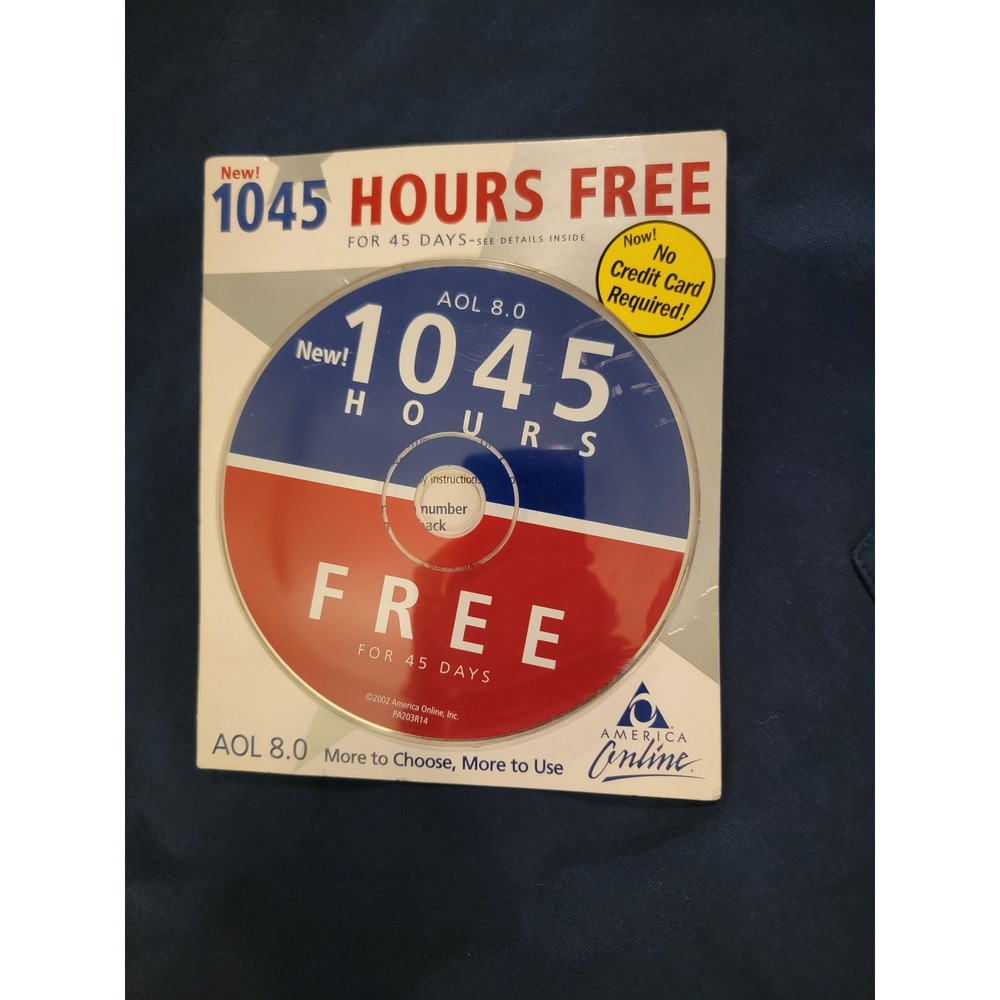 New!
1045 HOURS FREE
FOR 45 DAYS-SEE DETAILS INSIDE
Now!
No
Credit Card
Required!
AOL 8.0
New! 1045
HOURS
instructions
number
back
FREE
FOR 45 DAYS
©2002 America Online, Inc.
PA203R14
AOL 8.0 More to Choose, More to Use
AMERICA
Online®